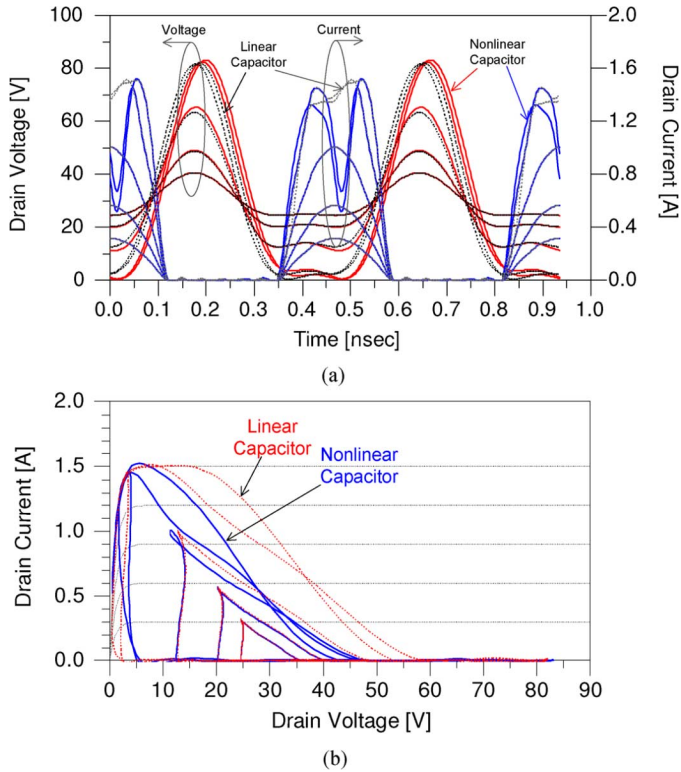 Drain Voltage [V]
100
80
60
40
20
0
Voltage
Linear
Capacitor
Current
Nonlinear
Capacitor
2.0
1.6
1.2
0.8
0.4
0.0
Drain Current [A]
0.0 0.1 0.2 0.3 0.4 0.5 0.6 0.7 0.8 0.9 1.0
Time [nsec]
(a)
Drain Current [A]
2.0
1.5
1.0
0.5
0.0
Linear
Capacitor
Nonlinear
Capacitor
0 10 20 30 40 50 60 70 80 90
Drain Voltage [V]
(b)